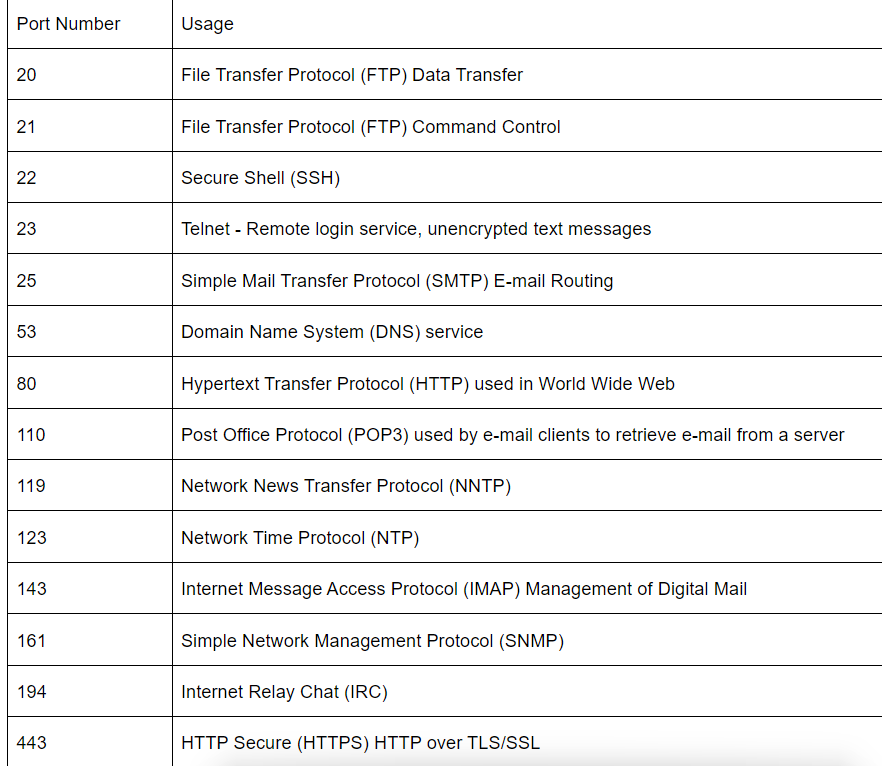 Port Number Usage
20 File Transfer Protocol (FTP) Data Transfer
21 File Transfer Protocol (FTP) Command Control
22 Secure Shell (SSH)
23 Telnet - Remote login service, unencrypted text messages
25 Simple Mail Transfer Protocol (SMTP) E-mail Routing
53 Domain Name System (DNS) service
80 Hypertext Transfer Protocol (HTTP) used in World Wide Web
110 Post Office Protocol (POP3) used by e-mail clients to retrieve e-mail from a server
119 Network News Transfer Protocol (NNTP)
123 Network Time Protocol (NTP)
143 Internet Message Access Protocol (IMAP) Management of Digital Mail
161 Simple Network Management Protocol (SNMP)
194 Internet Relay Chat (IRC)
443 HTTP Secure (HTTPS) HTTP over TLS/SSL